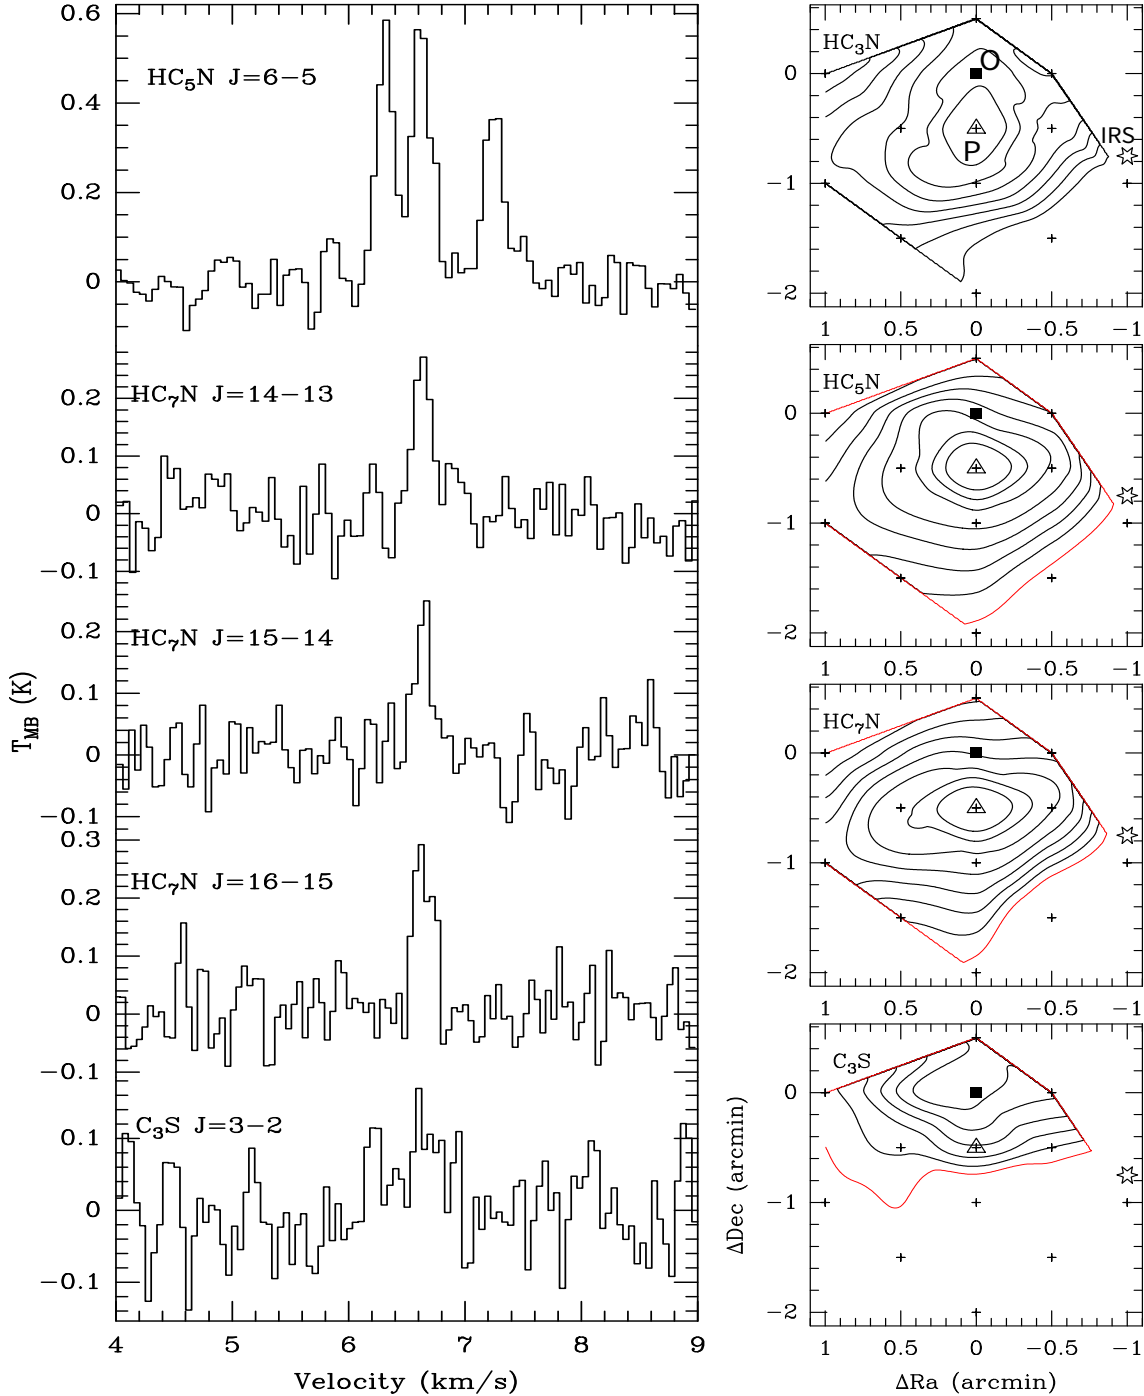 0.6
HC5N J=6−5
0.4
0.2
0
HC7N J=14−13
0.2
0.1
0
−0.1
HC7N J=15−14
0.2
0.1
0
−0.1
0.3
HC7N J=16−15
0.2
0.1
0
−0.1
C3S J=3−2
0.1
0
−0.1
4 5 6 7 8 9
Velocity (km/s)
TMB (K)
HC3N
O
P
IRS
0
−1
−2
1 0.5 0 −0.5 −1
HC5N
0
−1
−2
1 0.5 0 −0.5 −1
HC7N
0
−1
−2
1 0.5 0 −0.5 −1
C3S
0
−1
−2
1 0.5 0 −0.5 −1
ΔDec (arcmin)
ΔRa (arcmin)